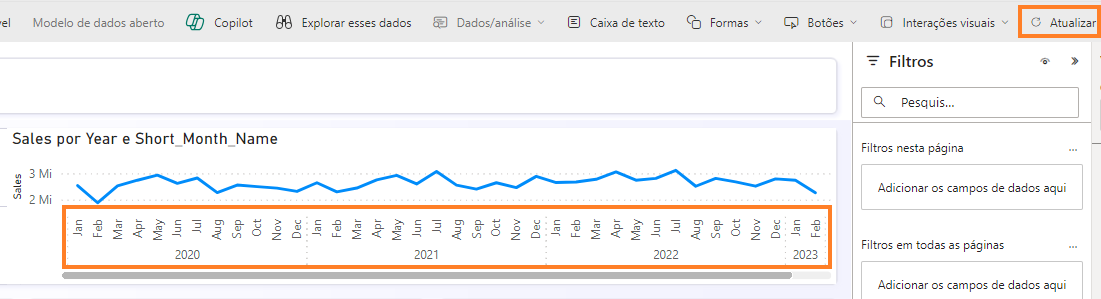 vel Modelo de dados aberto Copilot Explorar esses dados Dados/análise Caixa de texto Formas Botões Interações visuais Atualizar
Filtros
Pesquis...
Sales por Year e Short_Month_Name
Filtros nesta página ...
Sales
3 Mi
2 Mi
Adicionar os campos de dados aqui
Jan Feb Mar Apr May Jun Jul Aug Sep Oct Nov Dec Jan Feb Mar Apr May Jun Jul Aug Sep Oct Nov Dec Jan Feb Mar Apr May Jun Jul Aug Sep Oct Nov Dec Jan Feb
2020 2021 2022 2023
Filtros em todas as páginas ...
Adicionar os campos de dados aqui